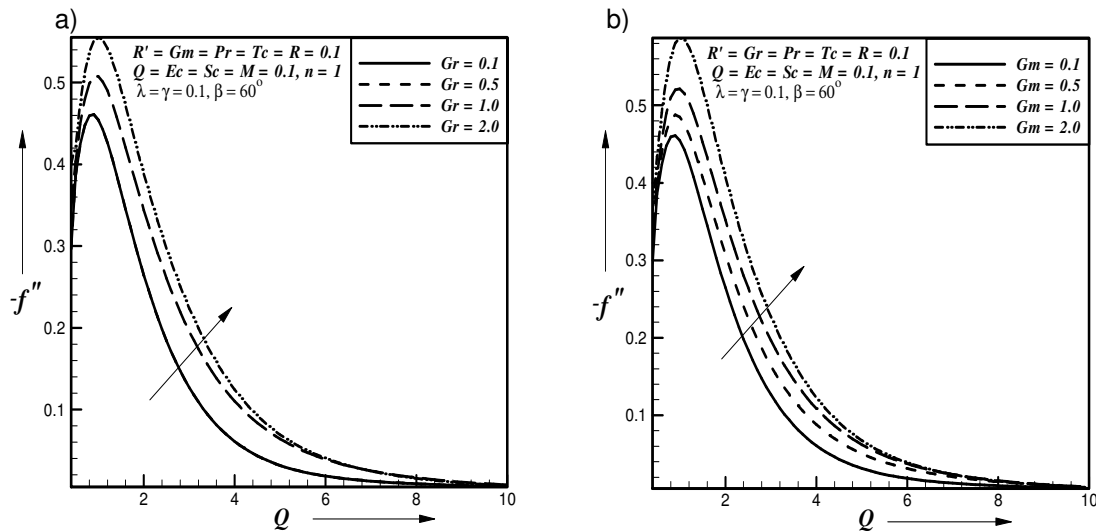 a)
R' = Gm = Pr = Tc = R = 0.1
Q = Ec = Sc = M = 0.1, n = 1
λ = γ = 0.1, β = 60°
Gr = 0.1
Gr = 0.5
Gr = 1.0
Gr = 2.0
0.5
0.4
0.3
0.2
0.1
-f''
2
4
6
8
10
Q
b)
R' = Gr = Pr = Tc = R = 0.1
Q = Ec = Sc = M = 0.1, n = 1
λ = γ = 0.1, β = 60°
Gm = 0.1
Gm = 0.5
Gm = 1.0
Gm = 2.0
0.5
0.4
0.3
0.2
0.1
-f''
2
4
6
8
10
Q